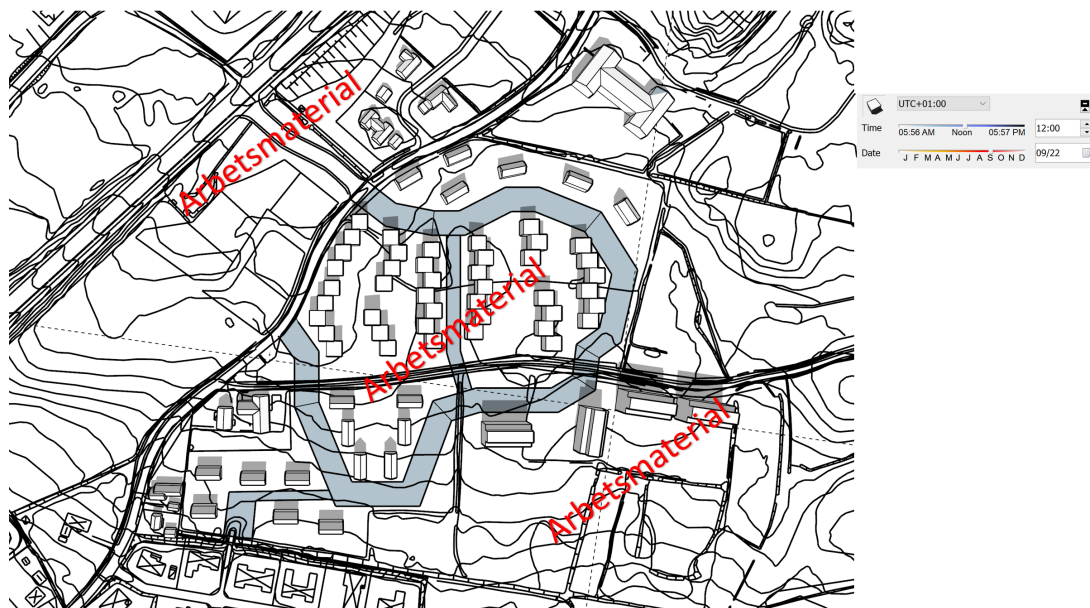 Arbetsmaterial
Arbetsmaterial
Arbetsmaterial
UTC+01:00
Time
05:56 AM Noon 05:57 PM
12:00
Date
J F M A M J J A S O N D
09/22